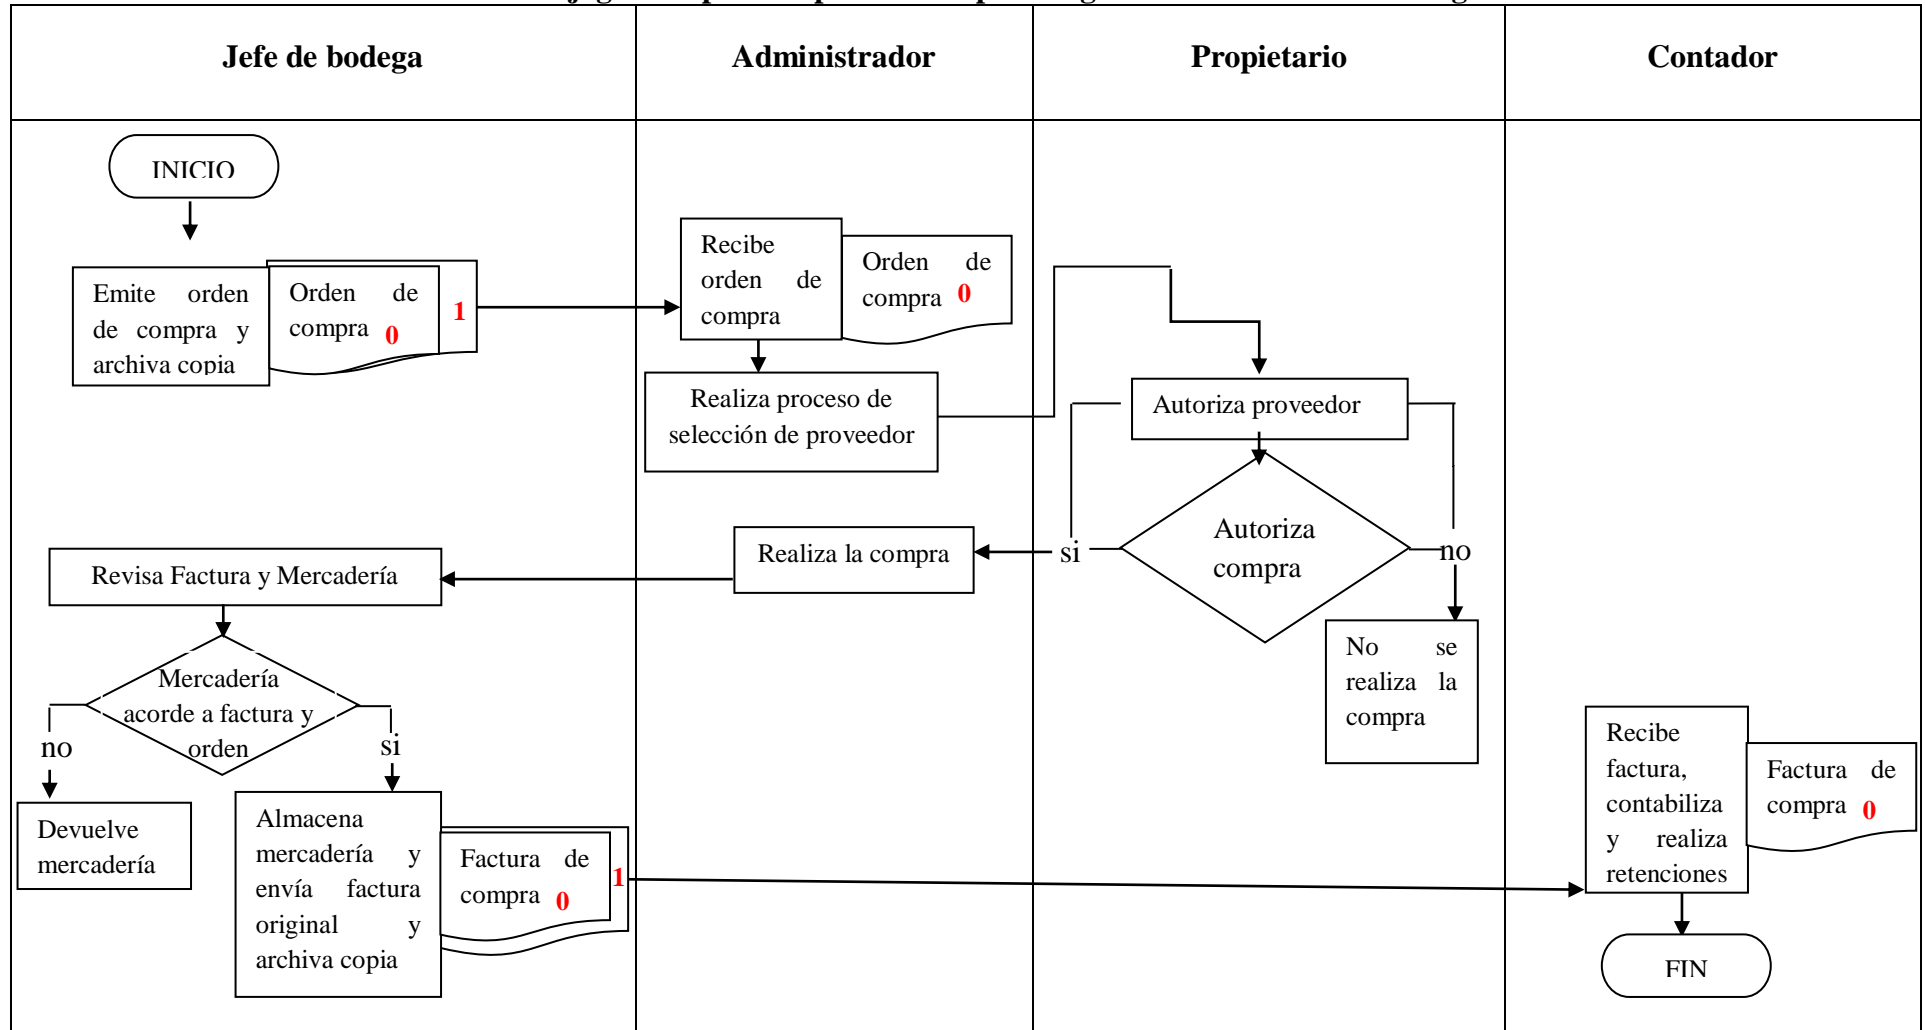 Jefe de bodega
Administrador
Propietario
Contador
INICIO
Emite orden
de compra y
archiva copia
Orden de
compra 0
1
Recibe
orden de
compra
Orden de
compra 0
Realiza proceso de
selección de proveedor
Autoriza proveedor
Autoriza
compra
si
no
Realiza la compra
No se
realiza la
compra
Revisa Factura y Mercadería
Mercadería
acorde a factura y
orden
no
si
Devuelve
mercadería
Almacena
mercadería y
envía factura
original y
archiva copia
Factura de
compra 0
1
Recibe
factura,
contabiliza
y realiza
retenciones
Factura de
compra 0
FIN